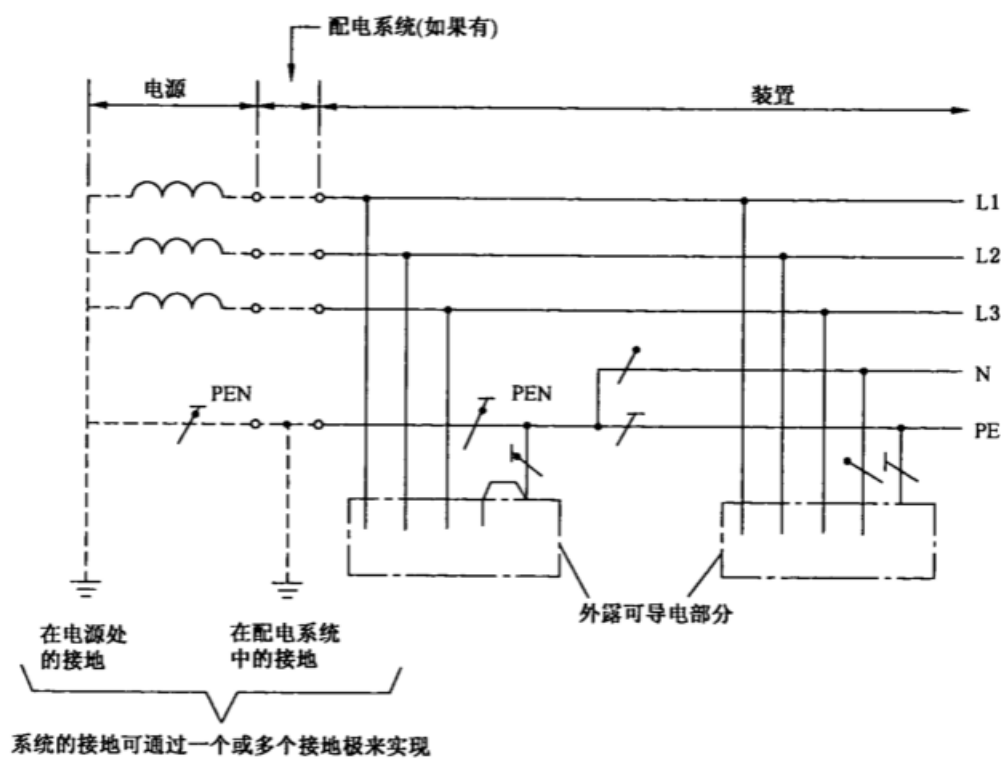 配电系统(如果有)
电源
装置
L1
L2
L3
PEN
PEN
N
PE
外露可导电部分
在电源处
的接地
在配电系统
中的接地
系统的接地可通过一个或多个接地极来实现